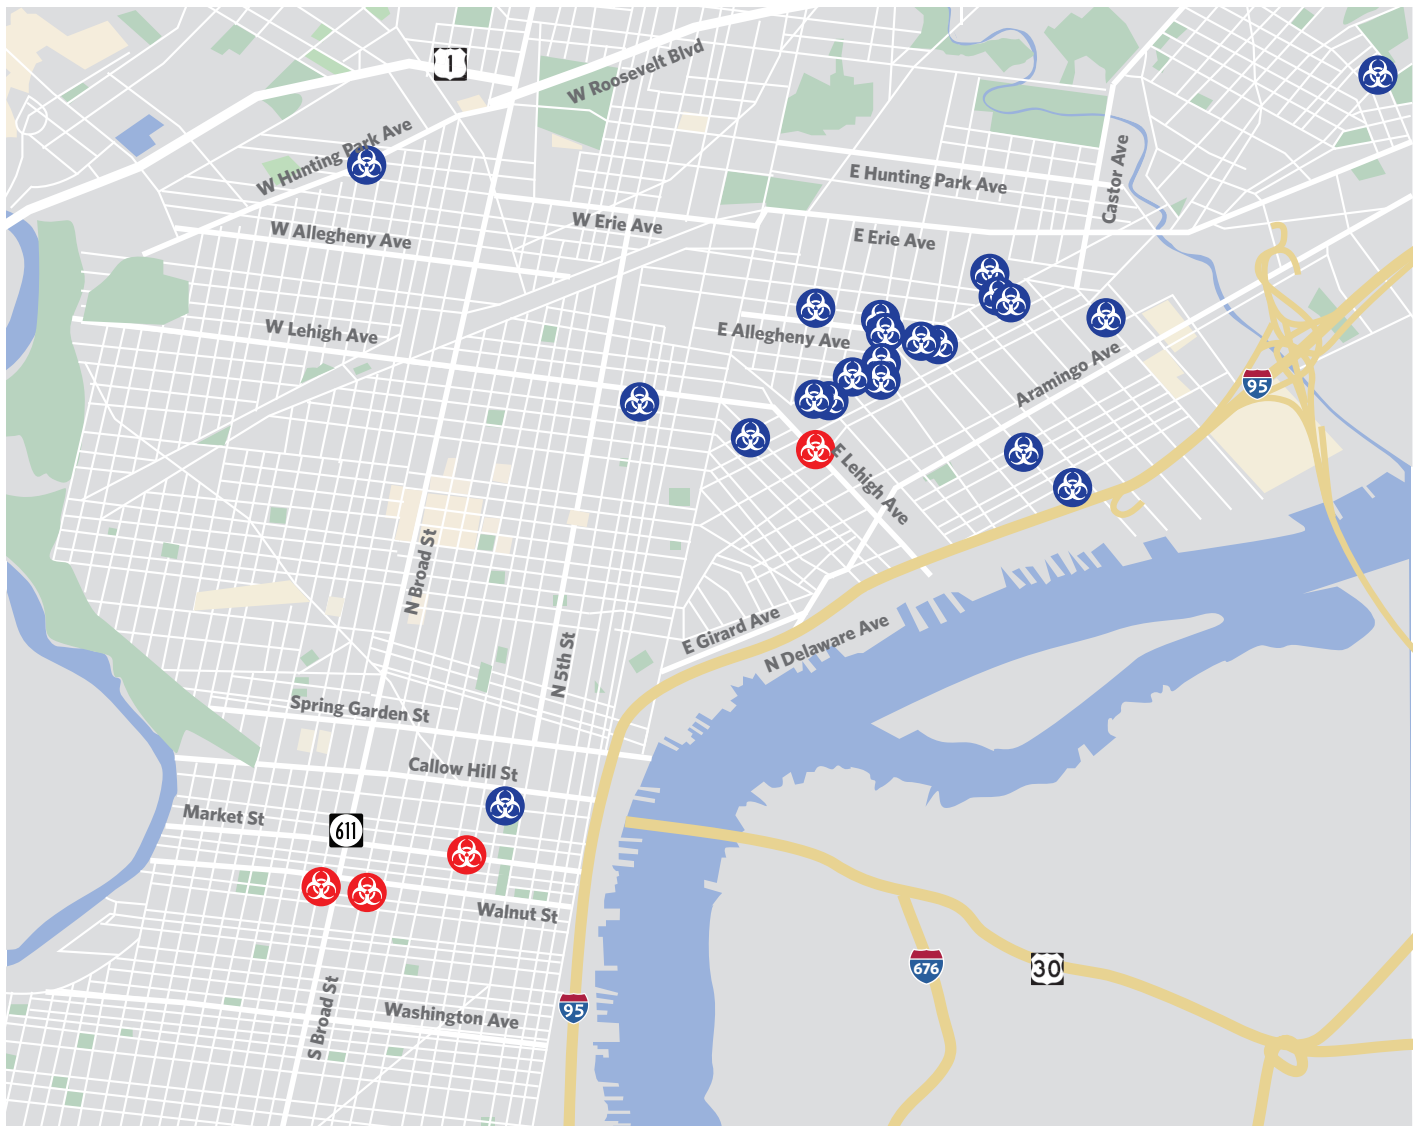 1
W Roosevelt Blvd
W Hunting Park Ave
E Hunting Park Ave
Castor Ave
W Erie Ave
W Allegheny Ave
E Erie Ave
W Lehigh Ave
E Allegheny Ave
Aramingo Ave
95
E Lehigh Ave
N Broad St
E Girard Ave
N Delaware Ave
N 5th St
Spring Garden St
Callow Hill St
Market St
611
Walnut St
676
30
95
S Broad St
Washington Ave